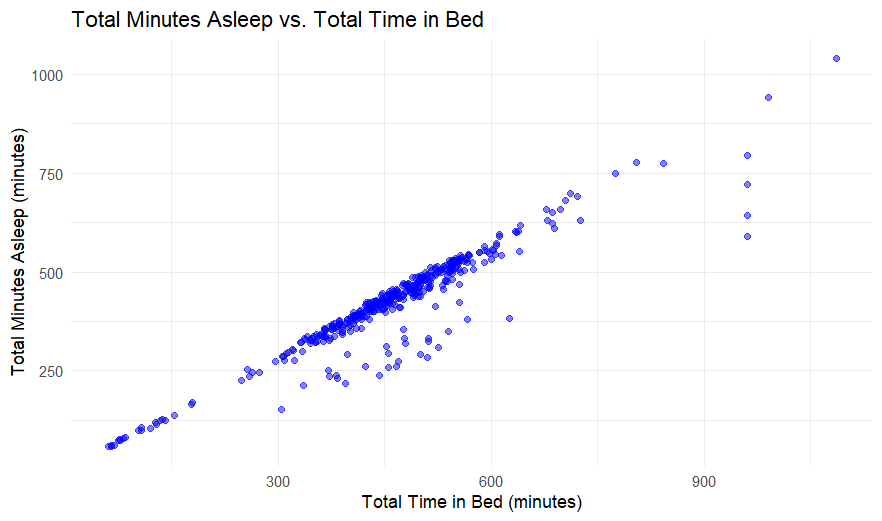 Total Minutes Asleep vs. Total Time in Bed
1000
750
500
250
Total Minutes Asleep (minutes)
300 600 900
Total Time in Bed (minutes)